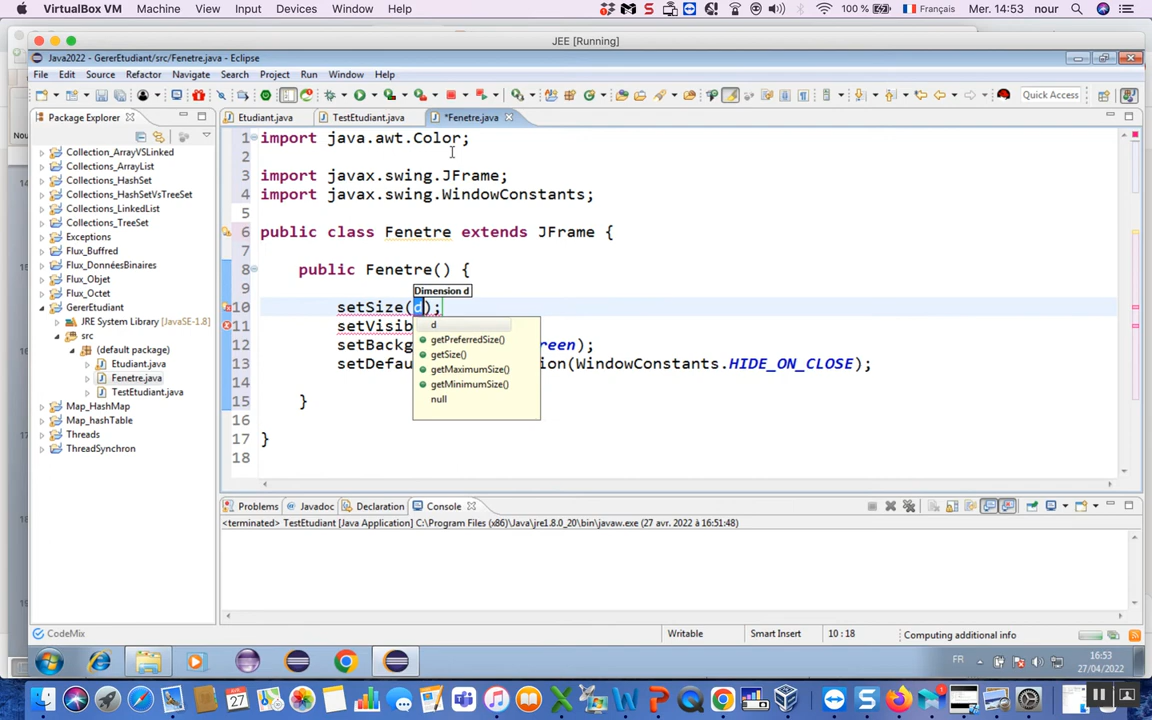 VirtualBox VM Machine View Input Devices Window Help 100 % Français Mer. 14:53 nour
JEE [Running]
Java2022 - GererEtudiant/src/Fenetre.java - Eclipse
File Edit Source Refactor Navigate Search Project Run Window Help
Quick Access
Package Explorer
Etudiant.java TestEtudiant.java *Fenetre.java
Collection_ArrayVSLinked
Collections_ArrayList
Collections_HashSet
Collections_HashSetVsTreeSet
Collections_LinkedList
Collections_TreeSet
Exceptions
Flux_Buffred
Flux_DonnéesBinaires
Flux_Objet
Flux_Octet
GererEtudiant
JRE System Library [JavaSE-1.8]
src
(default package)
Etudiant.java
Fenetre.java
TestEtudiant.java
Map_HashMap
Map_hashTable
Threads
ThreadSynchron
1 import java.awt.Color;
2
3 import javax.swing.JFrame;
4 import javax.swing.WindowConstants;
5
6 public class Fenetre extends JFrame {
7
8 public Fenetre() {
9
Dimension d
10 setSize(d);
11 setVisib
12 setBackg reen);
13 setDefau ion(WindowConstants.HIDE_ON_CLOSE);
14
15 }
16
17 }
18
d
getPreferredSize()
getSize()
getMaximumSize()
getMinimumSize()
null
Problems Javadoc Declaration Console
<terminated> TestEtudiant [Java Application] C:\Program Files (x86)\Java\jre1.8.0_20\bin\javaw.exe (27 avr. 2022 à 16:51:48)
CodeMix Writable Smart Insert 10 : 18 Computing additional info
FR 16:53
27/04/2022